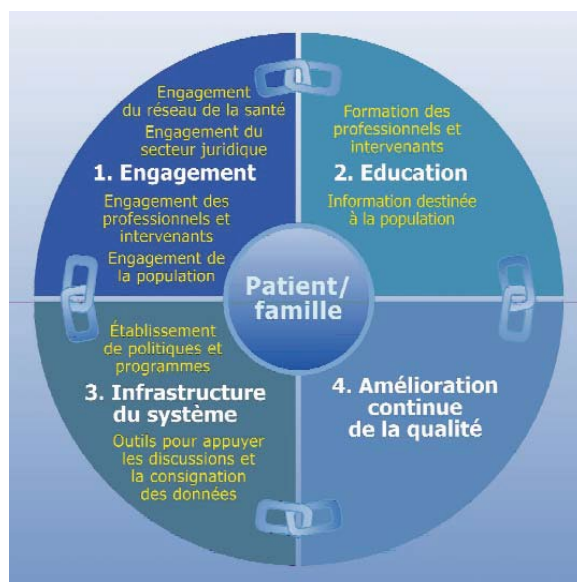 Engagement
du réseau de la santé
Engagement du
secteur juridique
1. Engagement
Engagement des
professionnels et
intervenants
Engagement de
la population
Formation des
professionnels et
intervenants
2. Education
Information destinée
à la population
Patient/
famille
Établissement
de politiques et
programmes
3. Infrastructure
du système
Outils pour appuyer
les discussions et
la consignation
des données
4. Amélioration
continue
de la qualité